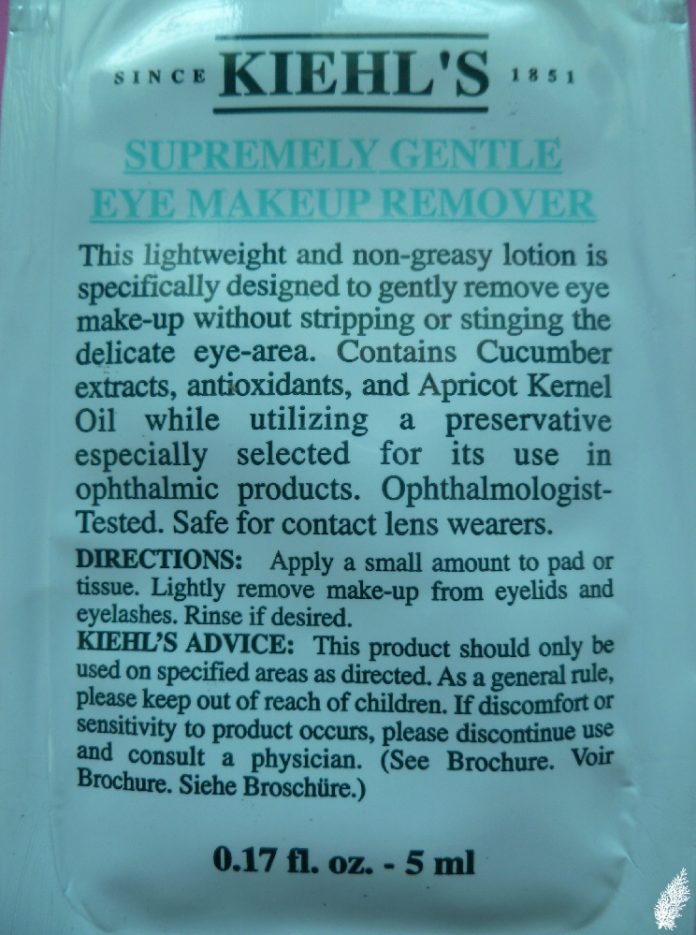 SINCE KIEHL'S 1851
SUPREMELY GENTLE
EYE MAKEUP REMOVER
This lightweight and non-greasy lotion is
specifically designed to gently remove eye
make-up without stripping or stinging the
delicate eye-area. Contains Cucumber
extracts, antioxidants, and Apricot Kernel
Oil while utilizing a preservative
especially selected for its use in
ophthalmic products. Ophthalmologist-
Tested. Safe for contact lens wearers.
DIRECTIONS: Apply a small amount to pad or
tissue. Lightly remove make-up from eyelids and
eyelashes. Rinse if desired.
KIEHL'S ADVICE: This product should only be
used on specified areas as directed. As a general rule,
please keep out of reach of children. If discomfort or
sensitivity to product occurs, please discontinue use
and consult a physician. (See Brochure. Voir
Brochure. Siehe Broschüre.)
0.17 fl. oz. - 5 ml